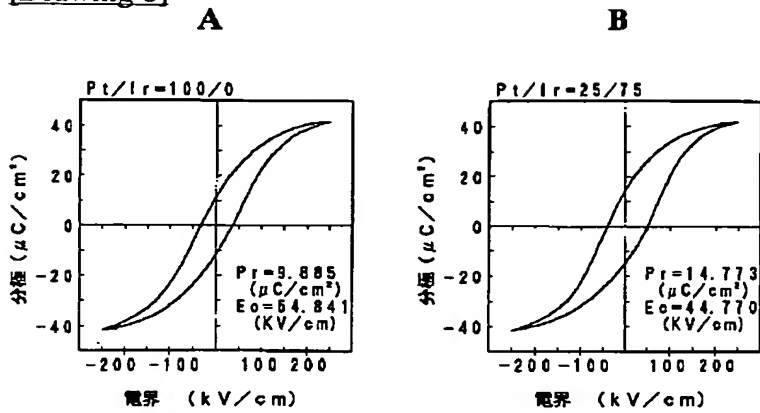 A
Pt/Ir=100/0
40
20
0
-20
-40
分極 (μC/cm²)
Pr=9.885
(μC/cm²)
Ec=54.841
(KV/cm)
-200 -100 0 100 200
電界 (kV/cm)
B
Pt/Ir=25/75
40
20
0
-20
-40
分極 (μC/cm²)
Pr=14.773
(μC/cm²)
Ec=44.770
(KV/cm)
-200 -100 0 100 200
電界 (kV/cm)